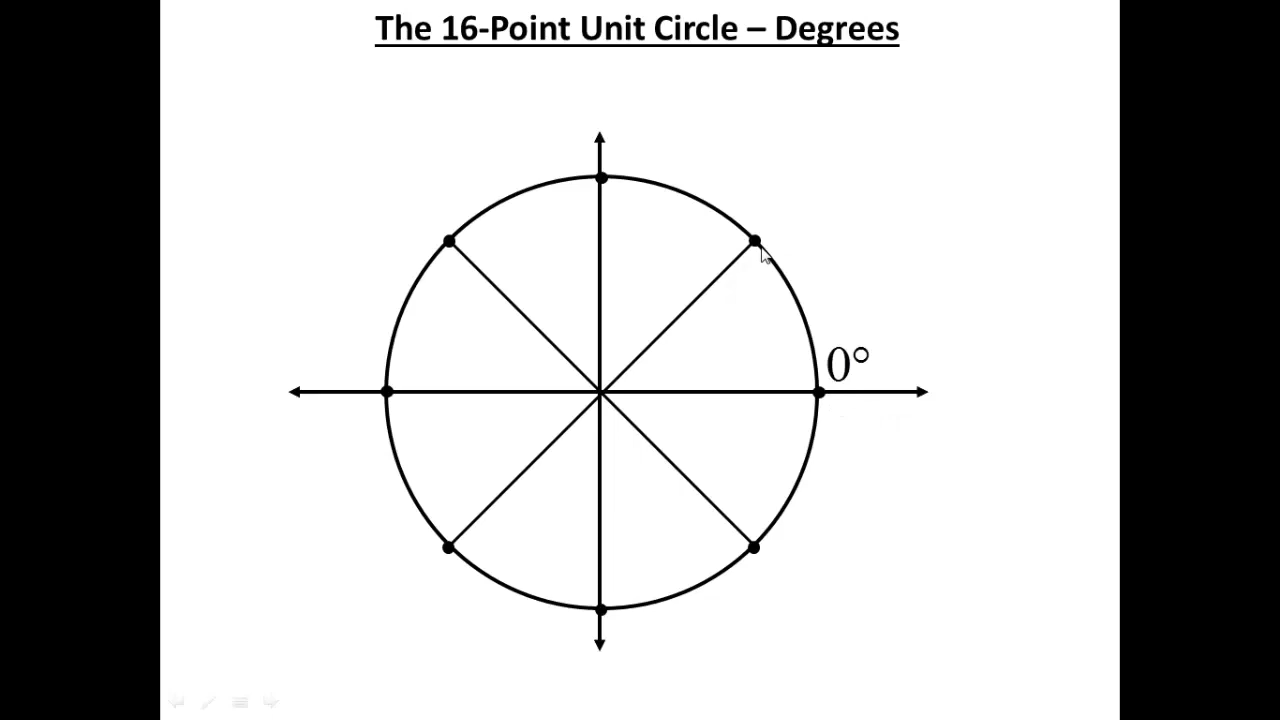 The 16-Point Unit Circle – Degrees
0°